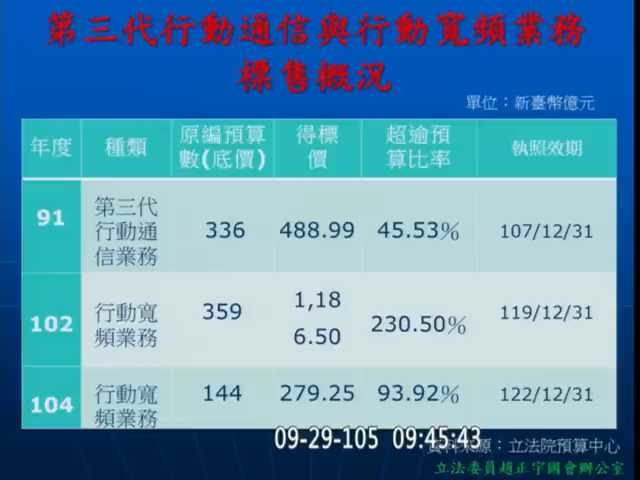 第三代行動通信與行動寬頻業務
標售概況
單位：新臺幣億元
年度 種類 原編預算數(底價) 得標價 超逾預算比率 執照效期
91 第三代行動通信業務 336 488.99 45.53% 107/12/31
102 行動寬頻業務 359 1,186.50 230.50% 119/12/31
104 行動寬頻業務 144 279.25 93.92% 122/12/31
09-29-105 09:45:43
資料來源：立法院預算中心
立法委員趙正宇國會辦公室